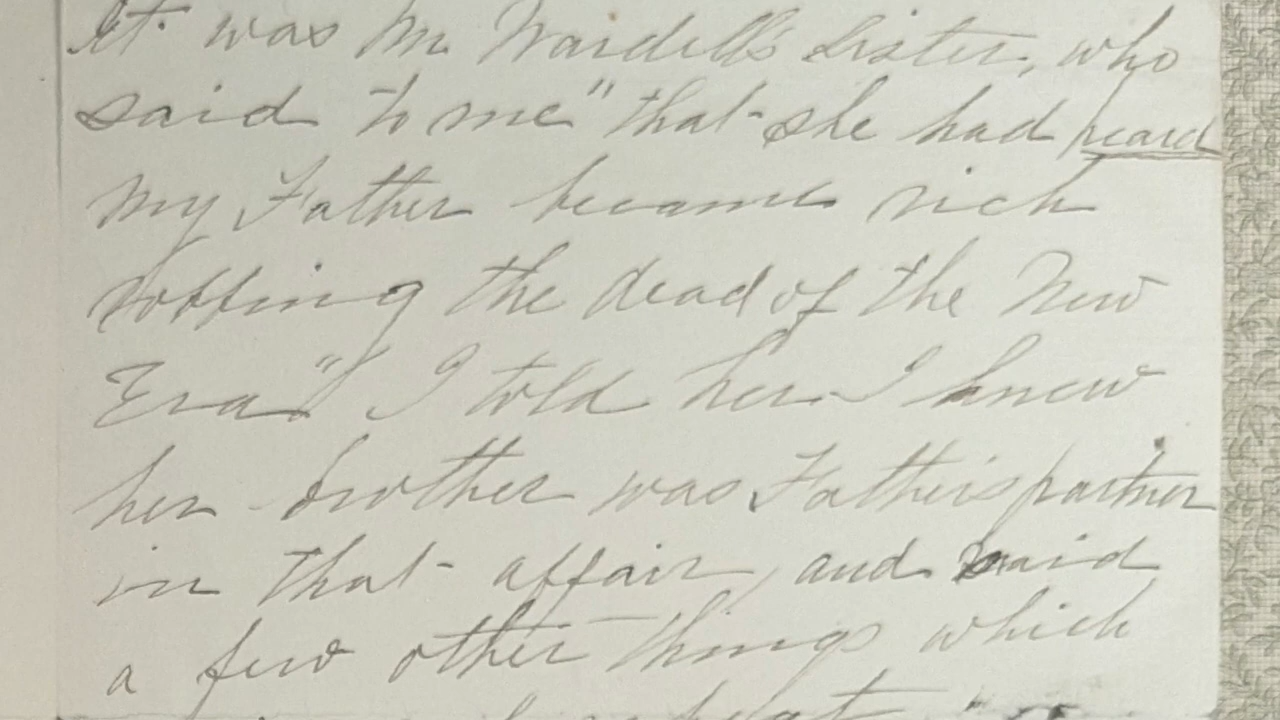 It was Mr. Wardell's sister, who
said to me" that she had heard
my Father became rich
robbing the dead of the New
Era" I told her I knew
her brother was Father's partner
in that affair, and said
a few other things which